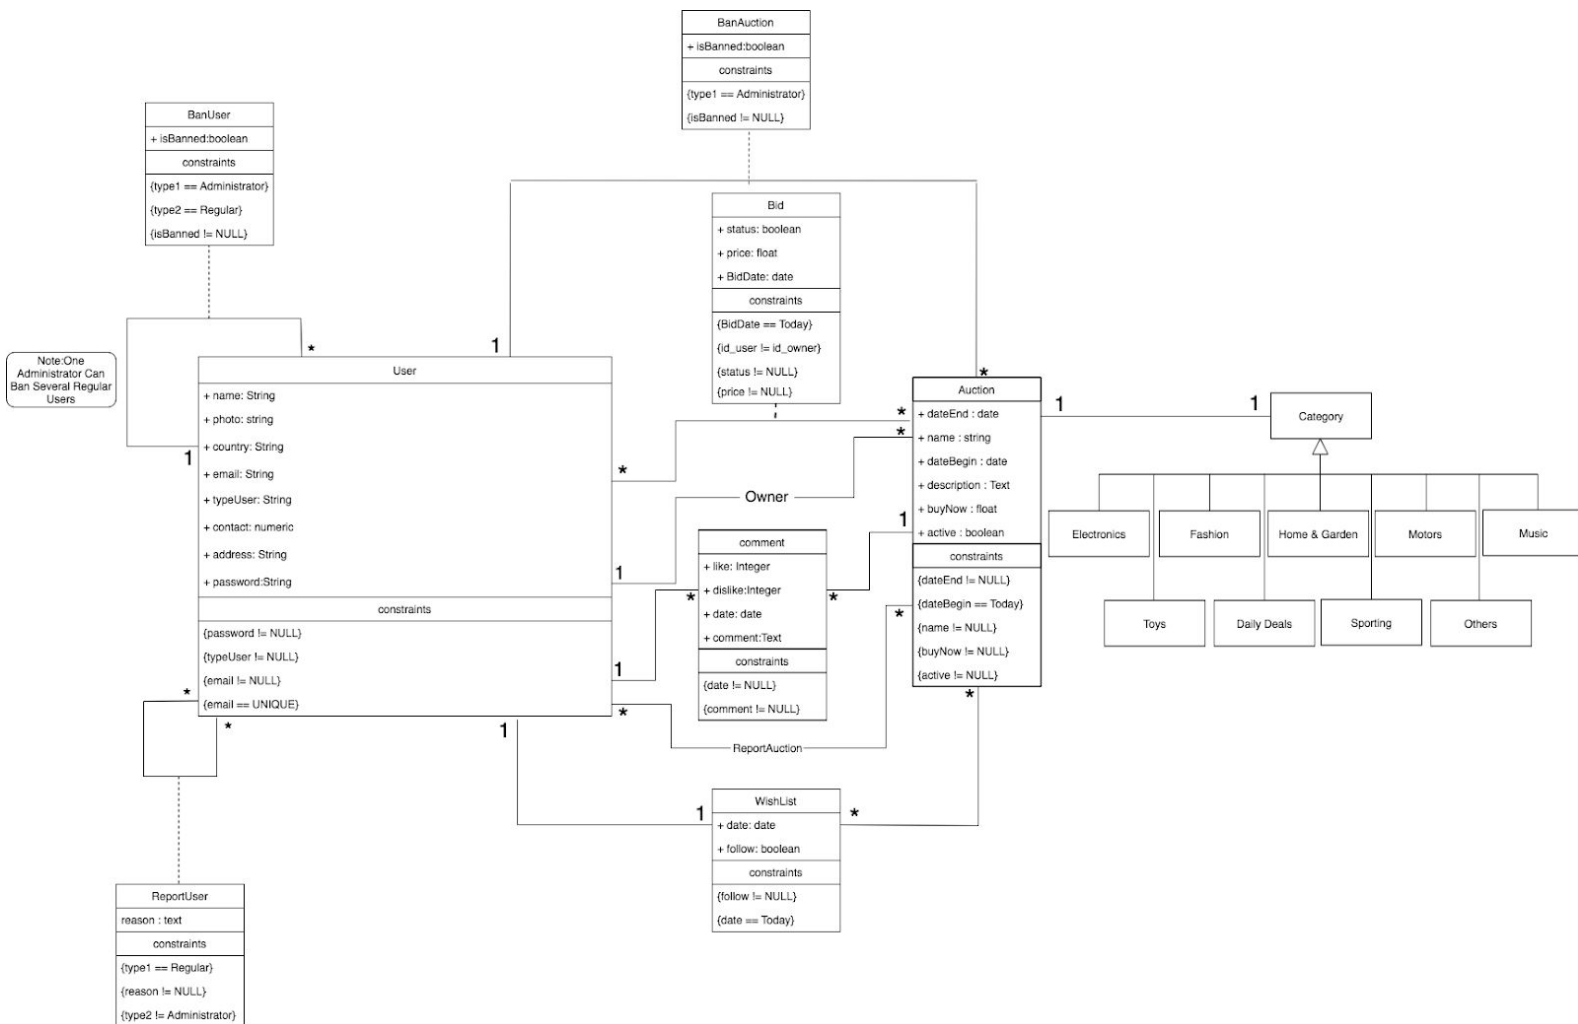 BanAuction
+ isBanned:boolean
constraints
{type1 == Administrator}
{isBanned != NULL}
BanUser
+ isBanned:boolean
constraints
{type1 == Administrator}
{type2 == Regular}
{isBanned != NULL}
Note:One
Administrator Can
Ban Several Regular
Users
*
1
1
*
Bid
+ status: boolean
+ price: float
+ BidDate: date
constraints
{BidDate == Today}
{id_user != id_owner}
{status != NULL}
{price != NULL}
User
+ name: String
+ photo: string
+ country: String
+ email: String
+ typeUser: String
+ contact: numeric
+ address: String
+ password:String
constraints
{password != NULL}
{typeUser != NULL}
{email != NULL}
{email == UNIQUE}
*
*
*
*
1
Owner
1
comment
+ like: Integer
+ dislike:Integer
+ date: date
+ comment:Text
constraints
{date != NULL}
{comment != NULL}
1
*
*
1
*
*
ReportAuction
Auction
+ dateEnd : date
+ name : string
+ dateBegin : date
+ description : Text
+ buyNow : float
+ active : boolean
constraints
{dateEnd != NULL}
{dateBegin == Today}
{name != NULL}
{buyNow != NULL}
{active != NULL}
1
1
Category
Electronics
Fashion
Home & Garden
Motors
Music
Toys
Daily Deals
Sporting
Others
1
*
1
*
WishList
+ date: date
+ follow: boolean
constraints
{follow != NULL}
{date == Today}
*
ReportUser
reason : text
constraints
{type1 == Regular}
{reason != NULL}
{type2 != Administrator}